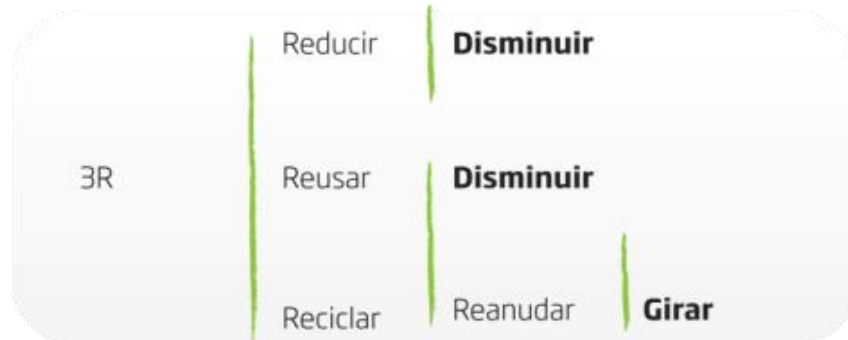 Reducir Disminuir
3R Reusar Disminuir
Reciclar Reanudar Girar